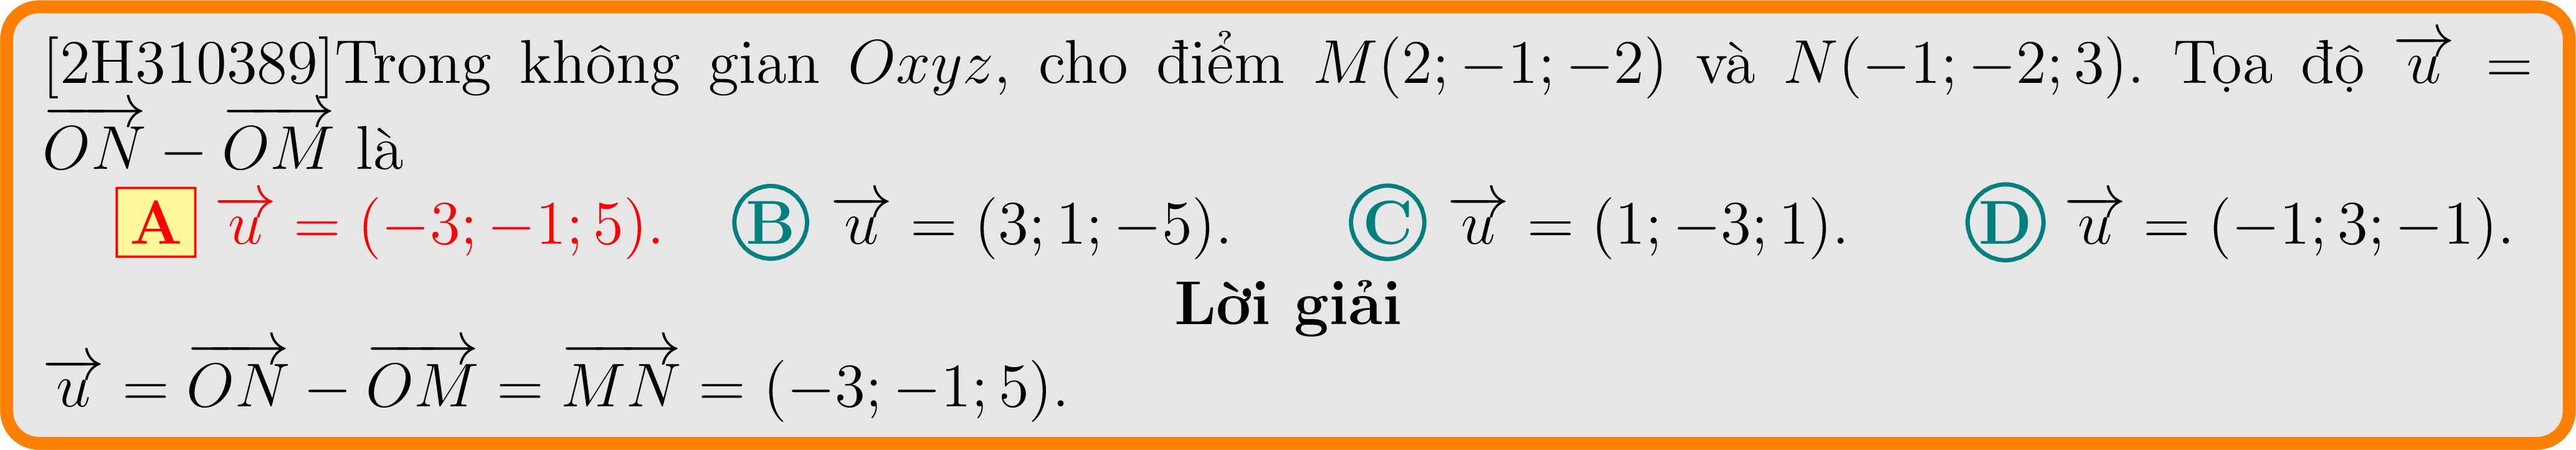 [2H310389]Trong không gian $Oxyz$, cho điểm $M(2;-1;-2)$ và $N(-1;-2;3)$. Tọa độ $\overrightarrow{u} =$
$\overrightarrow{ON} - \overrightarrow{OM}$ là
A $\overrightarrow{u} = (-3;-1;5).$ B $\overrightarrow{u} = (3;1;-5).$ C $\overrightarrow{u} = (1;-3;1).$ D $\overrightarrow{u} = (-1;3;-1).$
Lời giải
$\overrightarrow{u} = \overrightarrow{ON} - \overrightarrow{OM} = \overrightarrow{MN} = (-3;-1;5).$